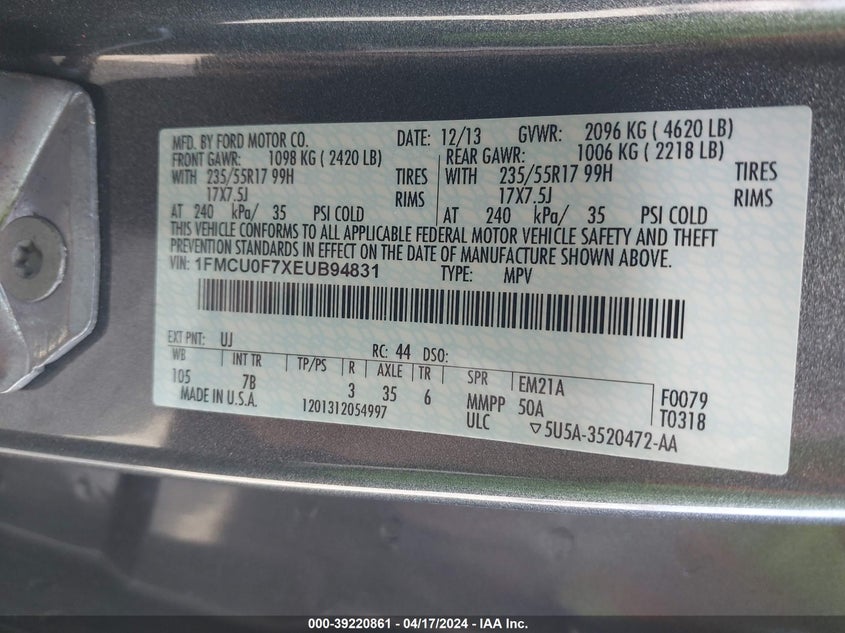 MFD. BY FORD MOTOR CO. DATE: 12/13 GVWR: 2096 KG ( 4620 LB)
FRONT GAWR: 1098 KG ( 2420 LB) REAR GAWR: 1006 KG ( 2218 LB)
WITH 235/55R17 99H TIRES WITH 235/55R17 99H TIRES
17X7.5J RIMS 17X7.5J RIMS
AT 240 kPa/ 35 PSI COLD AT 240 kPa/ 35 PSI COLD
THIS VEHICLE CONFORMS TO ALL APPLICABLE FEDERAL MOTOR VEHICLE SAFETY AND THEFT
PREVENTION STANDARDS IN EFFECT ON THE DATE OF MANUFACTURE SHOWN ABOVE.
VIN: 1FMCU0F7XEUB94831 TYPE: MPV
EXT PNT: UJ RC: 44 DSO:
WB INT TR TP/PS R AXLE TR SPR EM21A F0079
105 7B 3 35 6 MMPP 50A T0318
MADE IN U.S.A. 1201312054997 ULC ▽5U5A-3520472-AA
000-39220861 - 04/17/2024 - IAA Inc.